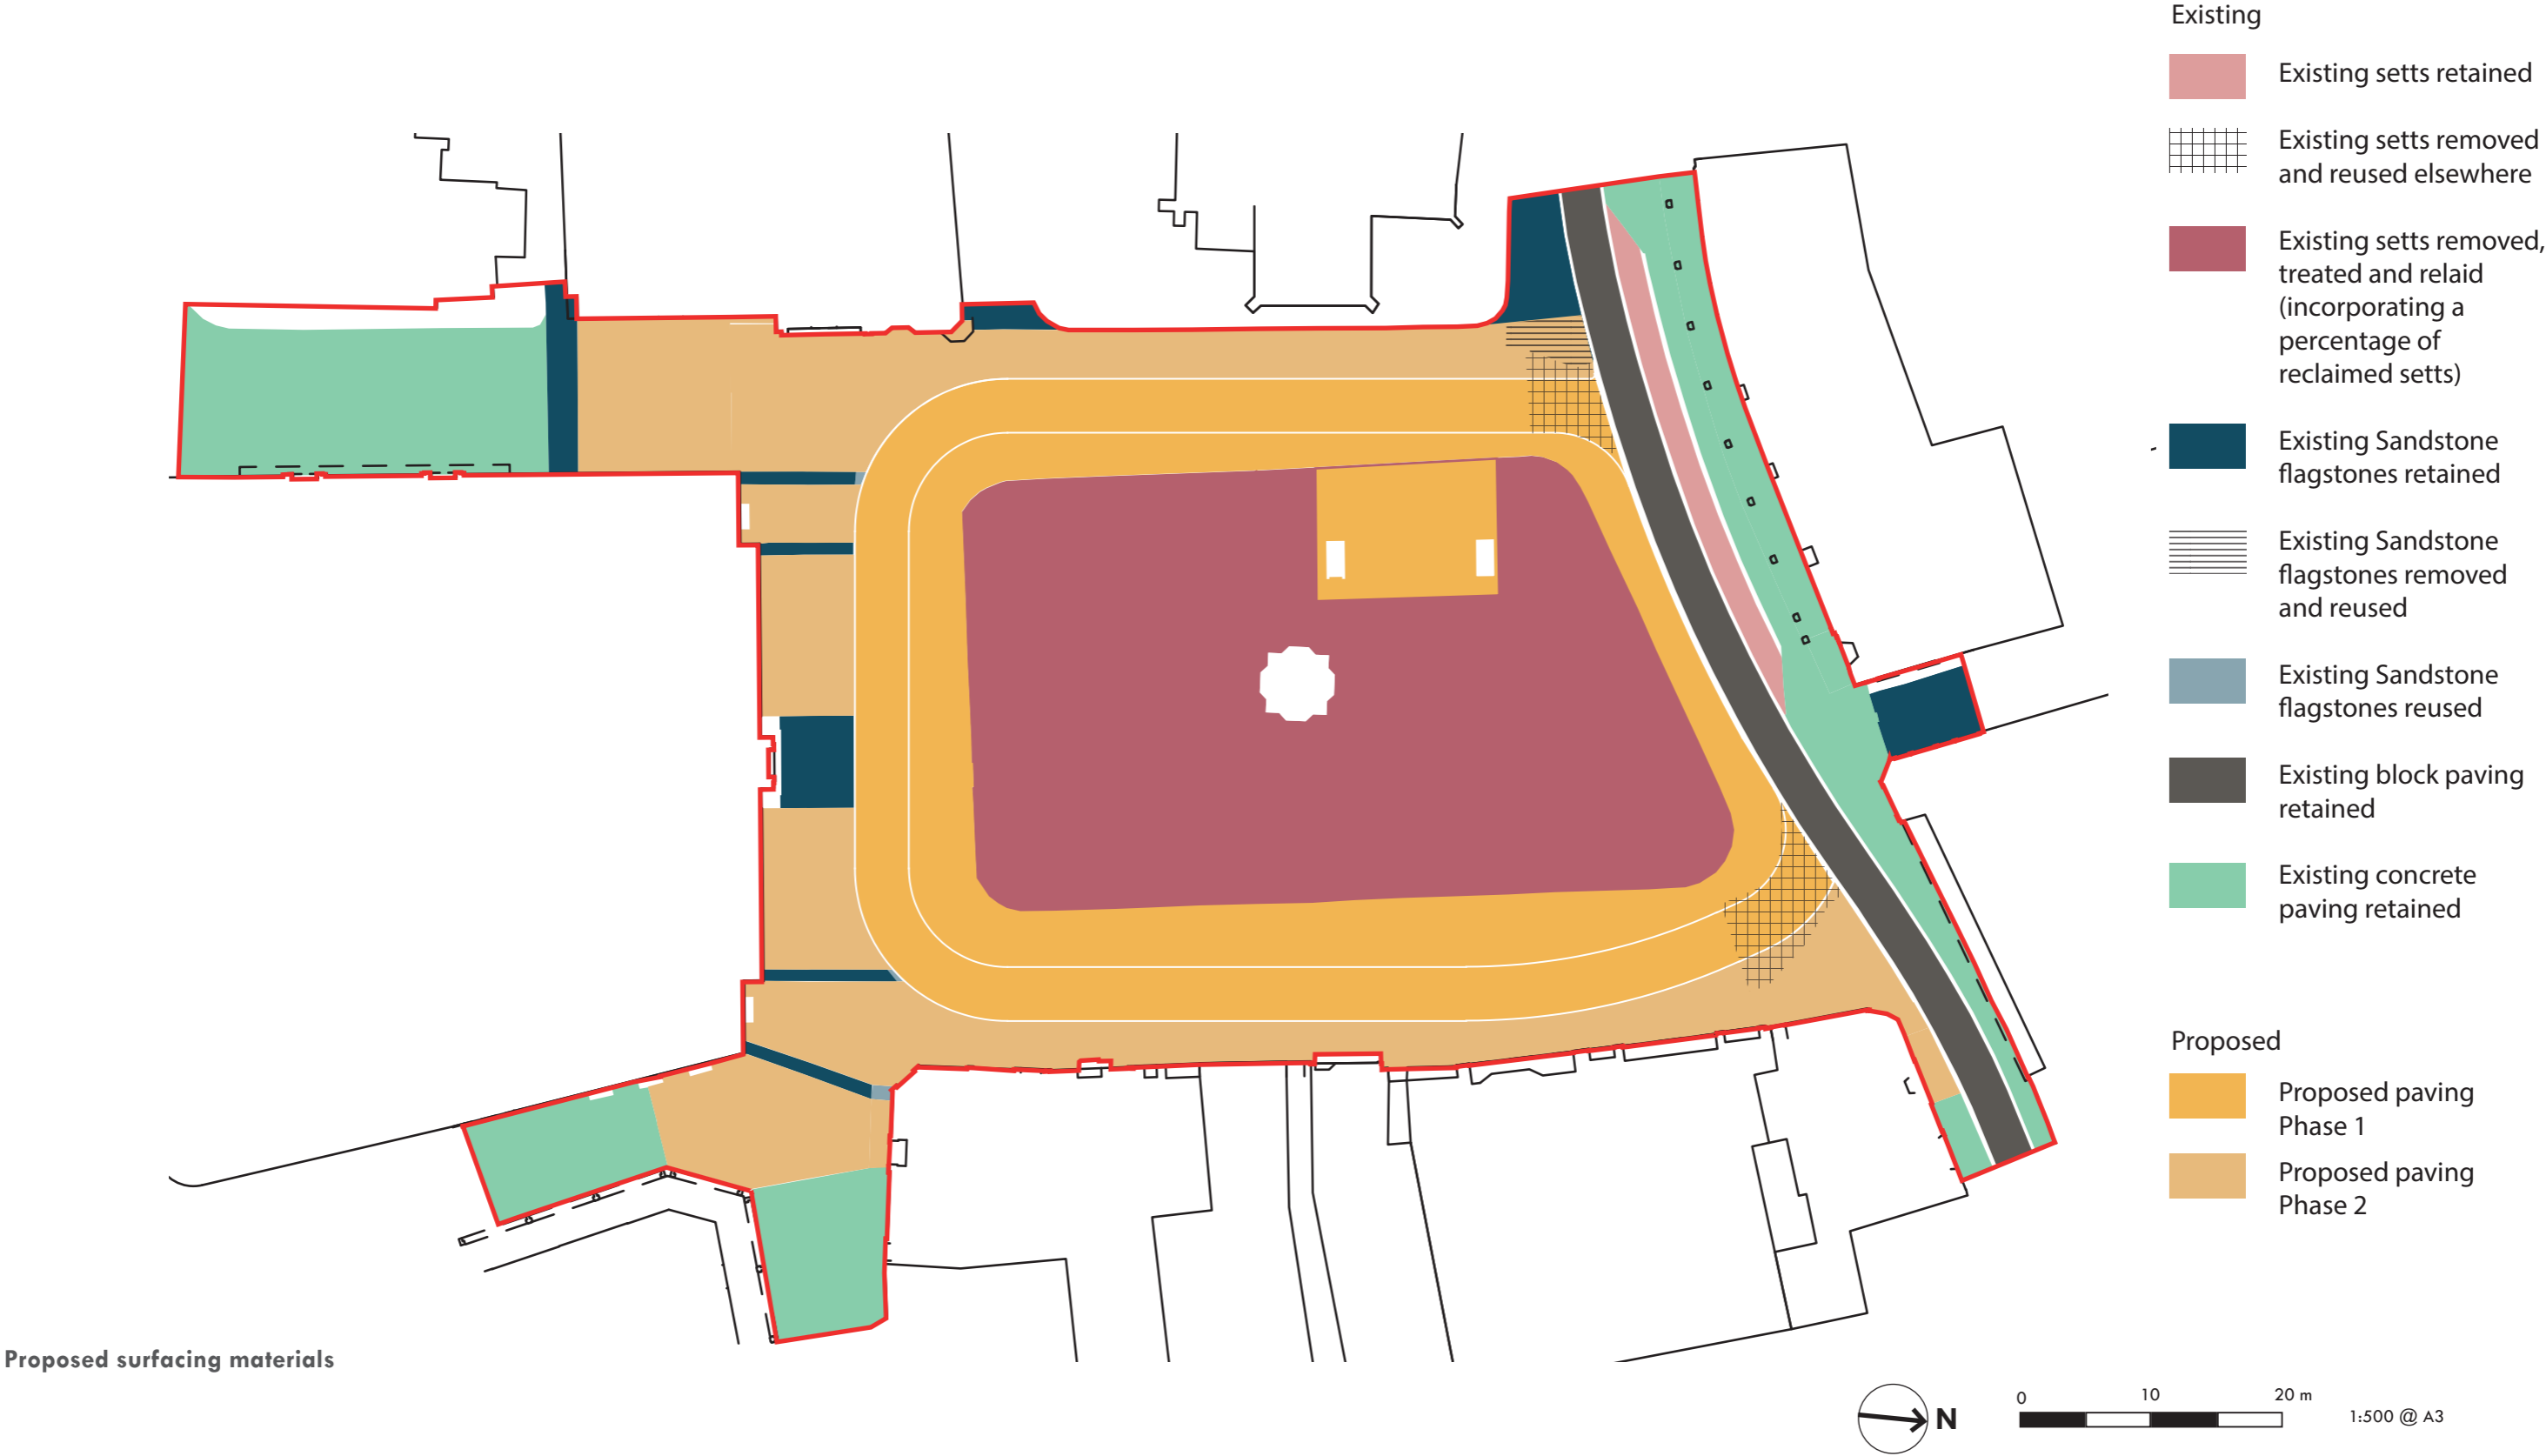 Existing
Existing setts retained
Existing setts removed
and reused elsewhere
Existing setts removed,
treated and relaid
(incorporating a
percentage of
reclaimed setts)
Existing Sandstone
flagstones retained
Existing Sandstone
flagstones removed
and reused
Existing Sandstone
flagstones reused
Existing block paving
retained
Existing concrete
paving retained
Proposed
Proposed paving
Phase 1
Proposed paving
Phase 2
Proposed surfacing materials
N
0 10 20 m
1:500 @ A3